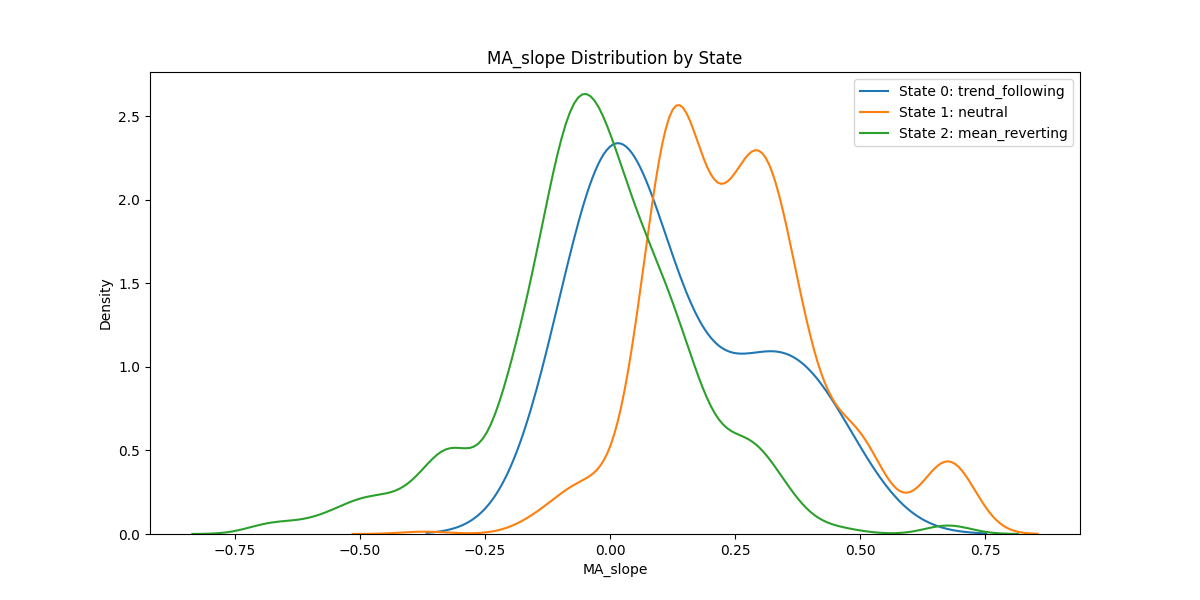 MA_slope Distribution by State
State 0: trend_following
State 1: neutral
State 2: mean_reverting
Density
2.5
2.0
1.5
1.0
0.5
0.0
−0.75
−0.50
−0.25
0.00
0.25
0.50
0.75
MA_slope